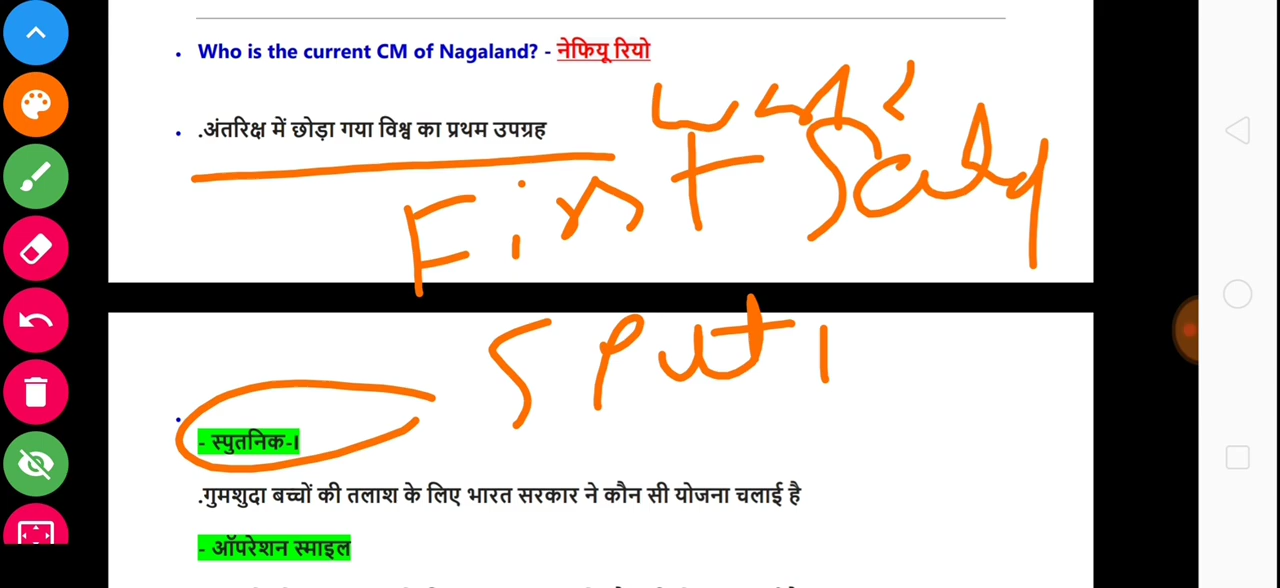 • Who is the current CM of Nagaland? - नेफियू रियो
• .अंतरिक्ष में छोड़ा गया विश्व का प्रथम उपग्रह
First
Sputi
•
- स्पुतनिक-।
.गुमशुदा बच्चों की तलाश के लिए भारत सरकार ने कौन सी योजना चलाई है
- ऑपरेशन स्माइल